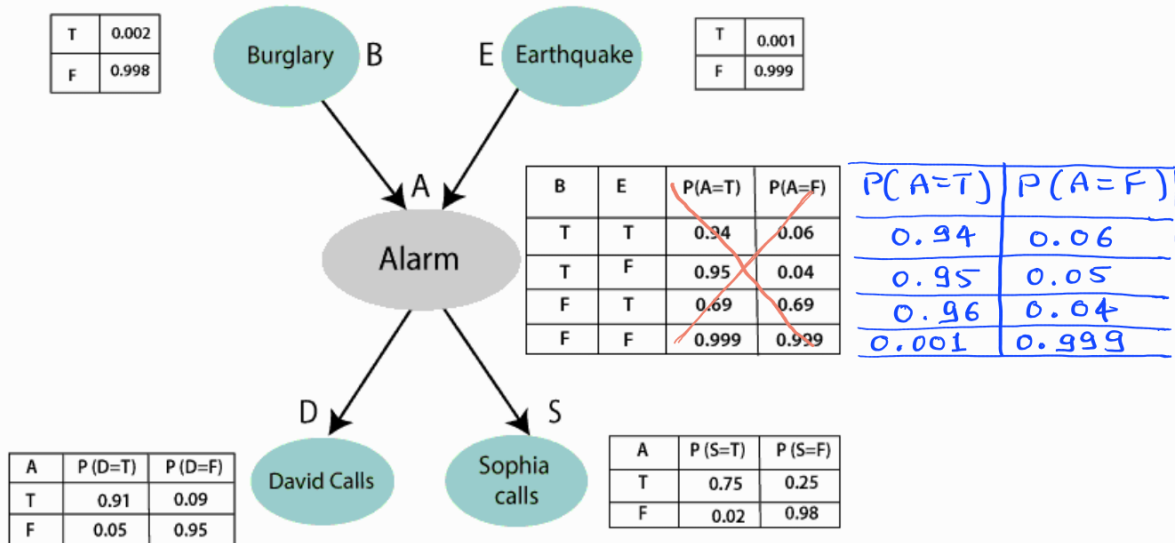 T 0.002
F 0.998
Burglary B
E Earthquake
T 0.001
F 0.999
A
Alarm
B E P(A=T) P(A=F)
T T 0.94 0.06
T F 0.95 0.04
F T 0.69 0.69
F F 0.999 0.999
P(A=T) P(A=F)
0.94 0.06
0.95 0.05
0.96 0.04
0.001 0.999
D
S
A P (D=T) P (D=F)
T 0.91 0.09
F 0.05 0.95
David Calls
Sophia
calls
A P (S=T) P (S=F)
T 0.75 0.25
F 0.02 0.98